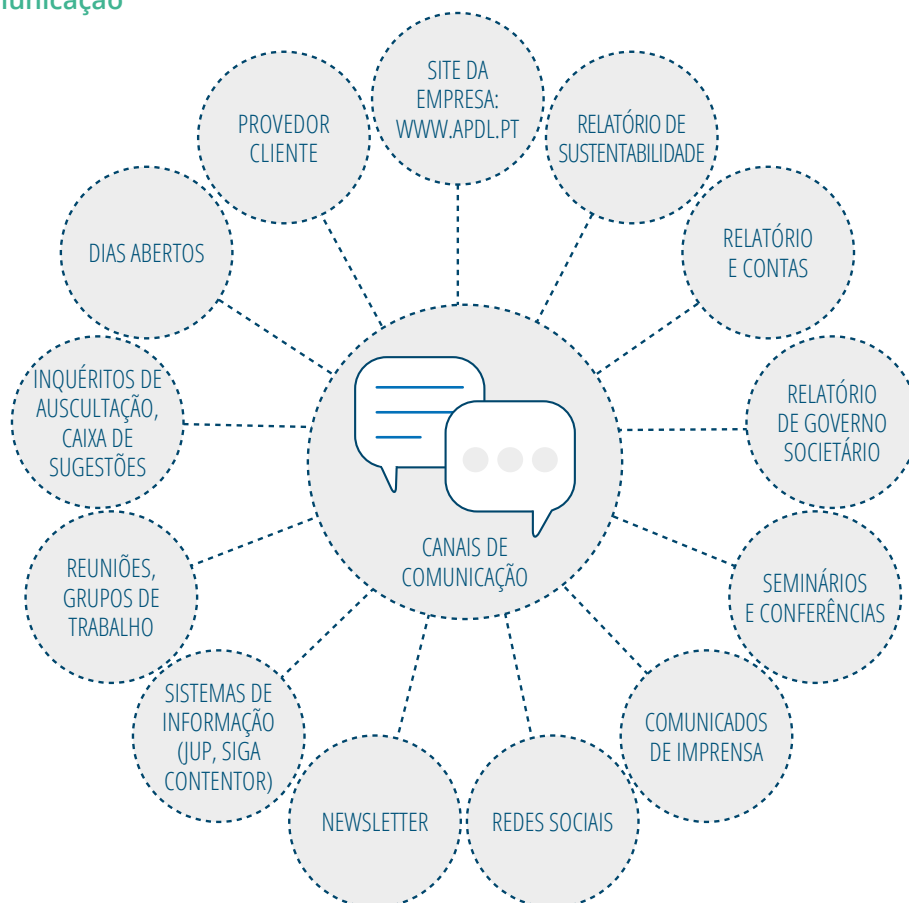 SITE DA
EMPRESA:
WWW.APDL.PT
RELATÓRIO DE
SUSTENTABILIDADE
RELATÓRIO
E CONTAS
RELATÓRIO
DE GOVERNO
SOCIETÁRIO
SEMINÁRIOS
E CONFERÊNCIAS
COMUNICADOS
DE IMPRENSA
REDES SOCIAIS
NEWSLETTER
SISTEMAS DE
INFORMAÇÃO
(JUP, SIGA
CONTENTOR)
REUNIÕES,
GRUPOS DE
TRABALHO
INQUÉRITOS DE
AUSCULTAÇÃO,
CAIXA DE
SUGESTÕES
DIAS ABERTOS
PROVEDOR
CLIENTE
CANAIS DE
COMUNICAÇÃO